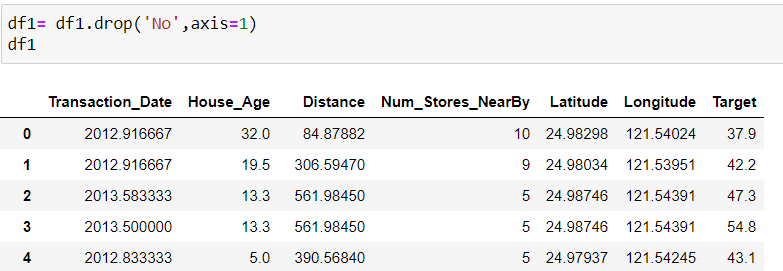 df1= df1.drop('No',axis=1)
df1
Transaction_Date House_Age Distance Num_Stores_NearBy Latitude Longitude Target
0 2012.916667 32.0 84.87882 10 24.98298 121.54024 37.9
1 2012.916667 19.5 306.59470 9 24.98034 121.53951 42.2
2 2013.583333 13.3 561.98450 5 24.98746 121.54391 47.3
3 2013.500000 13.3 561.98450 5 24.98746 121.54391 54.8
4 2012.833333 5.0 390.56840 5 24.97937 121.54245 43.1